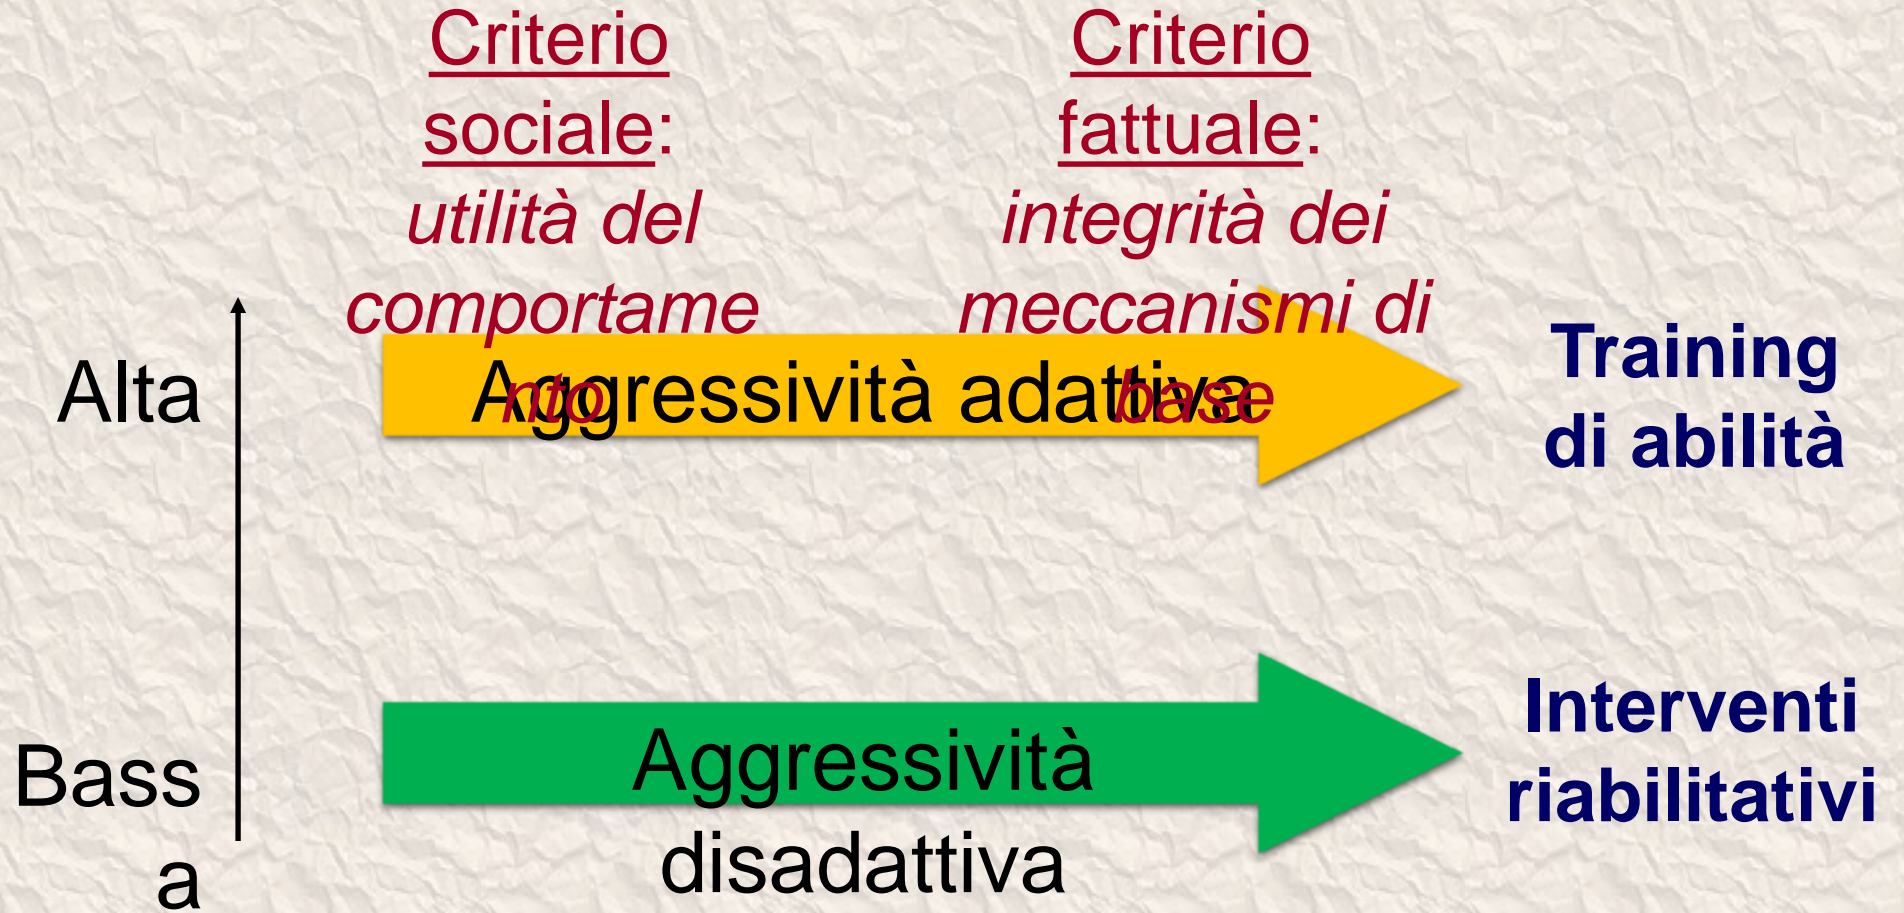 Criterio
sociale:
utilità del
comportame
nto
Criterio
fattuale:
integrità dei
meccanismi di
base
Alta
Aggressività adattiva
Training
di abilità
Bass
a
Aggressività
disadattiva
Interventi
riabilitativi